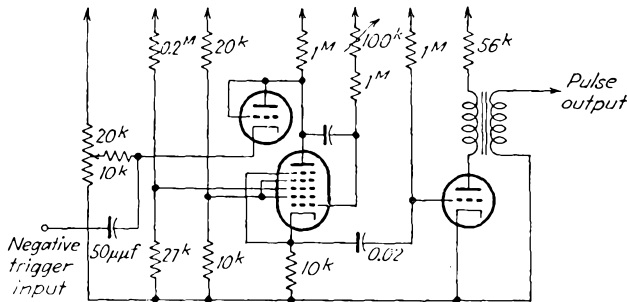 0.2ᴹ
20ᵏ
1ᴹ
100ᵏ
1ᴹ
1ᴹ
56ᵏ
Pulse
output
20ᵏ
10ᵏ
50μμf
Negative
trigger
input
27ᵏ
10ᵏ
10ᵏ
0.02